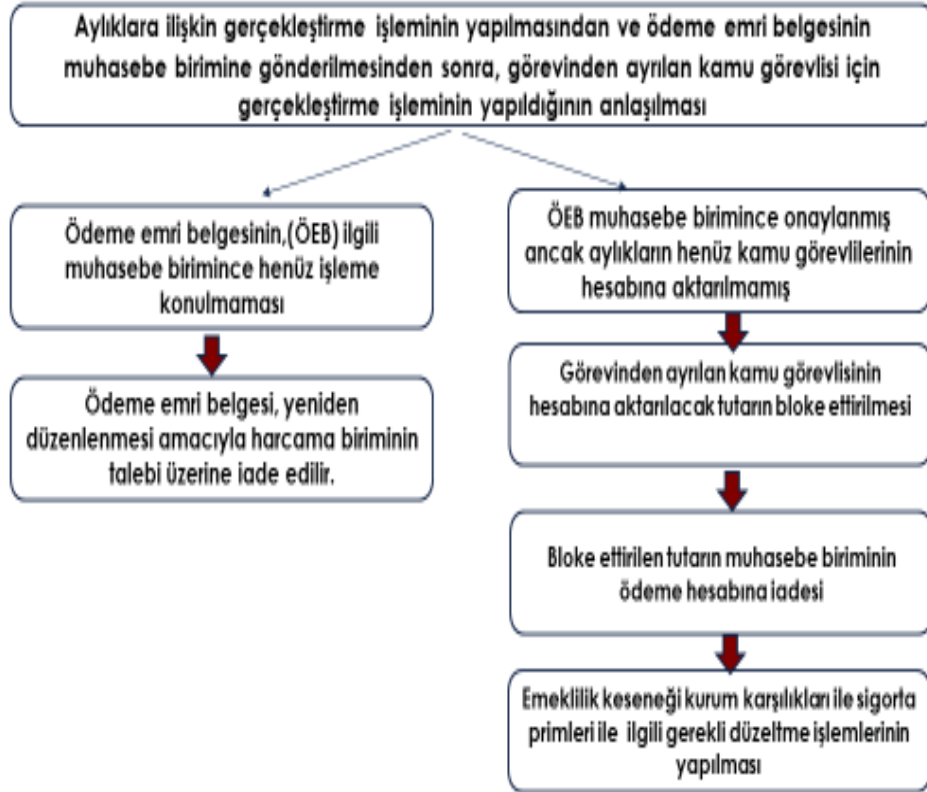 Aylıklara ilişkin gerçekleştirme işleminin yapılmasından ve ödeme emri belgesinin
muhasebe birimine gönderilmesinden sonra, görevinden ayrılan kamu görevlisi için
gerçekleştirme işleminin yapıldığının anlaşılması
Ödeme emri belgesinin,(ÖEB) ilgili
muhasebe birimince henüz işleme
konulmaması
Ödeme emri belgesi, yeniden
düzenlenmesi amacıyla harcama biriminin
talebi üzerine iade edilir.
ÖEB muhasebe birimince onaylanmış
ancak aylıkların henüz kamu görevlilerinin
hesabına aktarılmamış
Görevinden ayrılan kamu görevlisinin
hesabına aktarılacak tutarın bloke ettirilmesi
Bloke ettirilen tutarın muhasebe biriminin
ödeme hesabına iadesi
Emeklilik keseneği kurum karşılıkları ile sigorta
primleri ile ilgili gerekli düzeltme işlemlerinin
yapılması